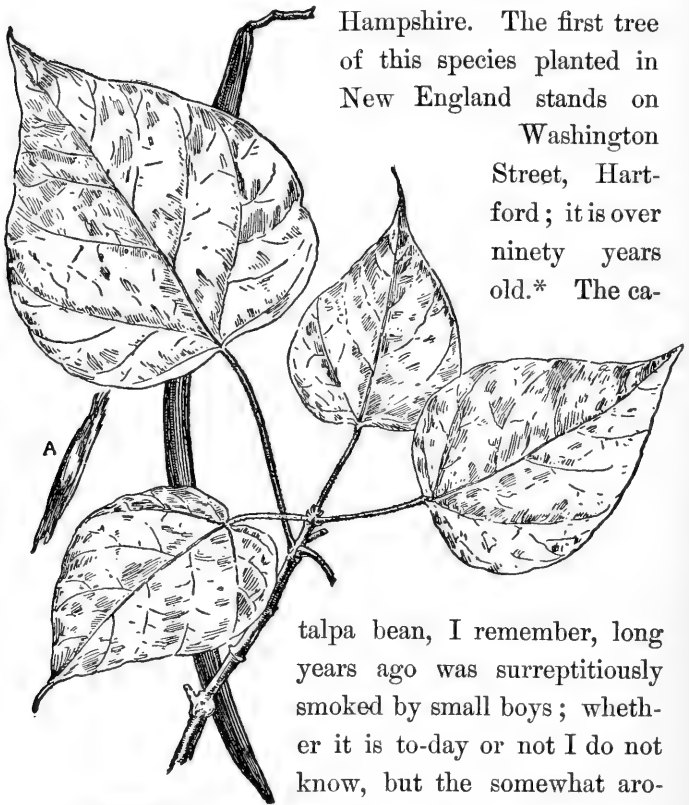 Hampshire. The first tree
of this species planted in
New England stands on
Washington
Street, Hart-
ford; it is over
ninety years
old.* The ca-
A
talpa bean, I remember, long
years ago was surreptitiously
smoked by small boys; wheth-
er it is to-day or not I do not
know, but the somewhat aro-